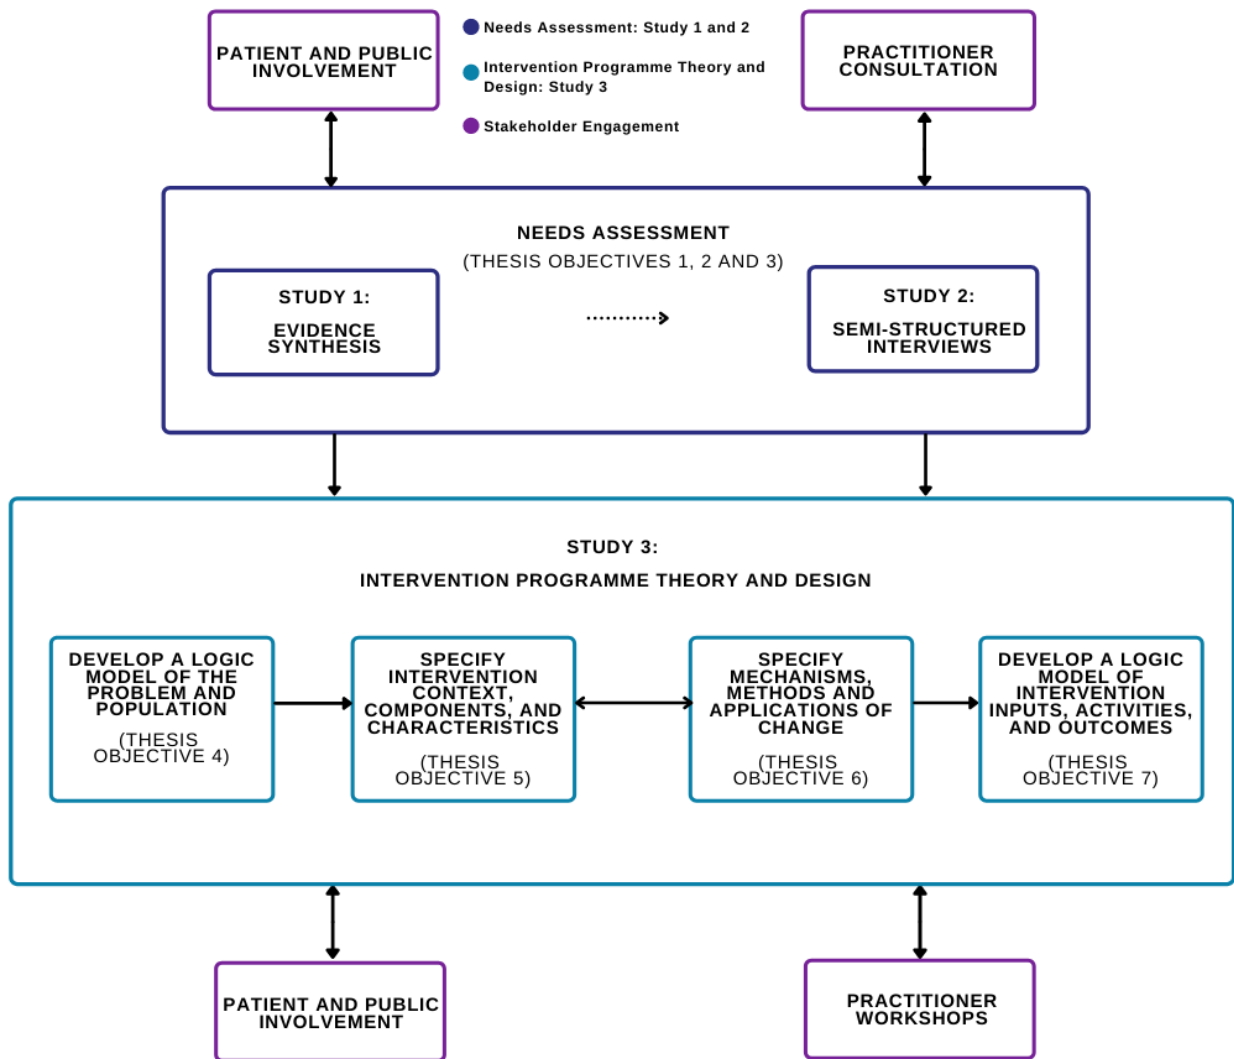 PATIENT AND PUBLIC
INVOLVEMENT
Needs Assessment: Study 1 and 2
Intervention Programme Theory and
Design: Study 3
Stakeholder Engagement
PRACTITIONER
CONSULTATION
NEEDS ASSESSMENT
(THESIS OBJECTIVES 1, 2 AND 3)
STUDY 1:
EVIDENCE
SYNTHESIS
STUDY 2:
SEMI-STRUCTURED
INTERVIEWS
STUDY 3:
INTERVENTION PROGRAMME THEORY AND DESIGN
DEVELOP A LOGIC
MODEL OF THE
PROBLEM AND
POPULATION
(THESIS
OBJECTIVE 4)
SPECIFY
INTERVENTION
CONTEXT,
COMPONENTS, AND
CHARACTERISTICS
(THESIS
OBJECTIVE 5)
SPECIFY
MECHANISMS,
METHODS AND
APPLICATIONS OF
CHANGE
(THESIS
OBJECTIVE 6)
DEVELOP A LOGIC
MODEL OF
INTERVENTION
INPUTS, ACTIVITIES,
AND OUTCOMES
(THESIS
OBJECTIVE 7)
PATIENT AND PUBLIC
INVOLVEMENT
PRACTITIONER
WORKSHOPS